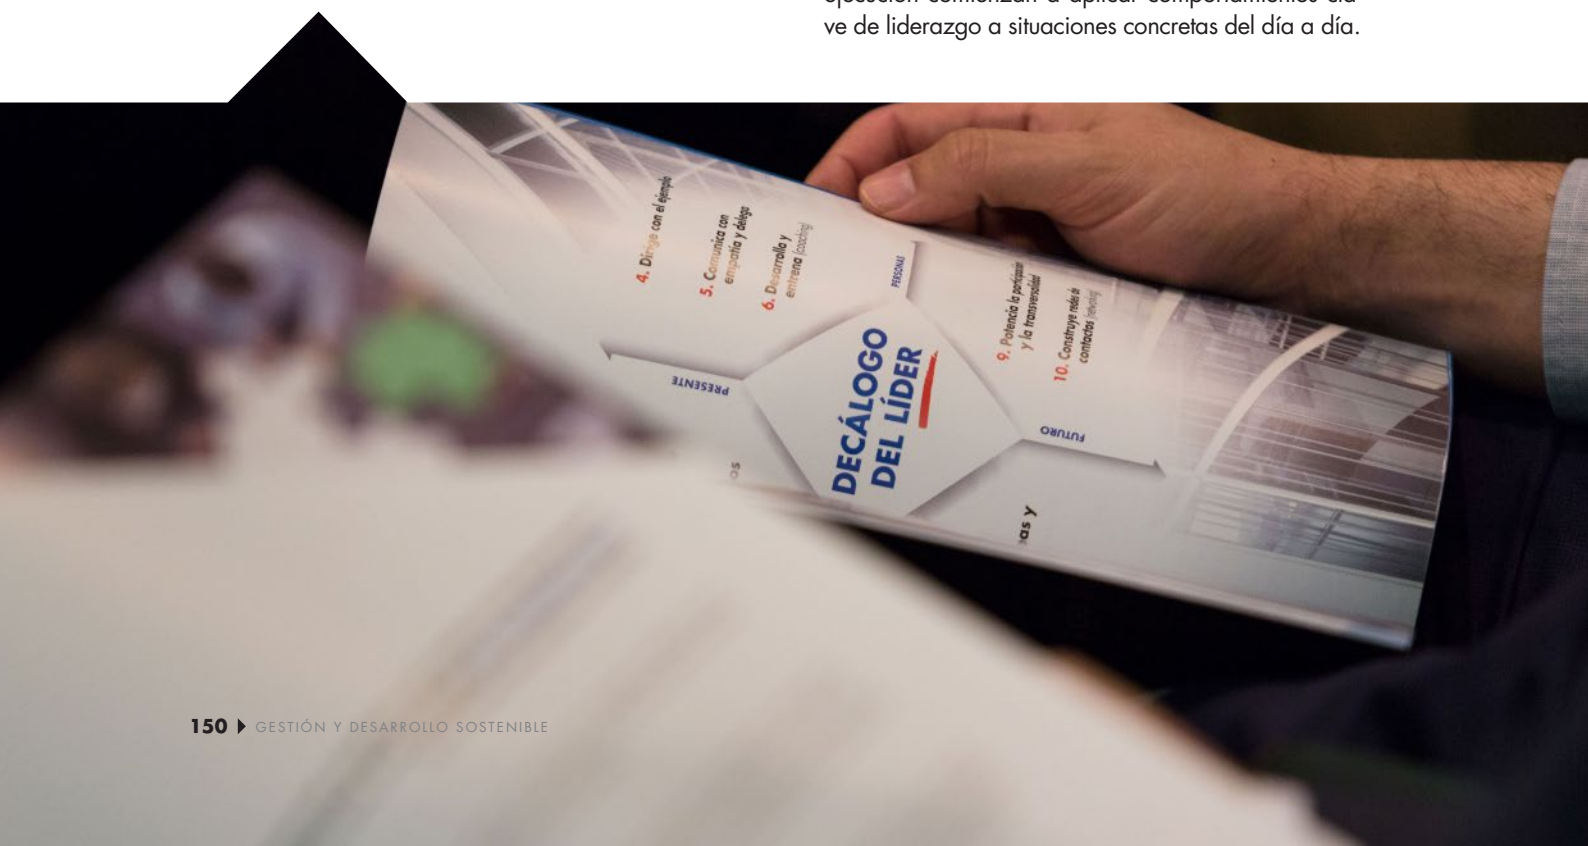 ve de liderazgo a situaciones concretas del día a día.
4. Dirige con el ejemplo
5. Comunica con
empatía y delega
6. Desarrolla y
entrena (coaching)
PERSONAS
9. Potencia la participación
y la transversalidad
10. Construye redes de
contactos (networking)
PRESENTE
DECÁLOGO
DEL LÍDER
FUTURO
as y
150 GESTIÓN Y DESARROLLO SOSTENIBLE